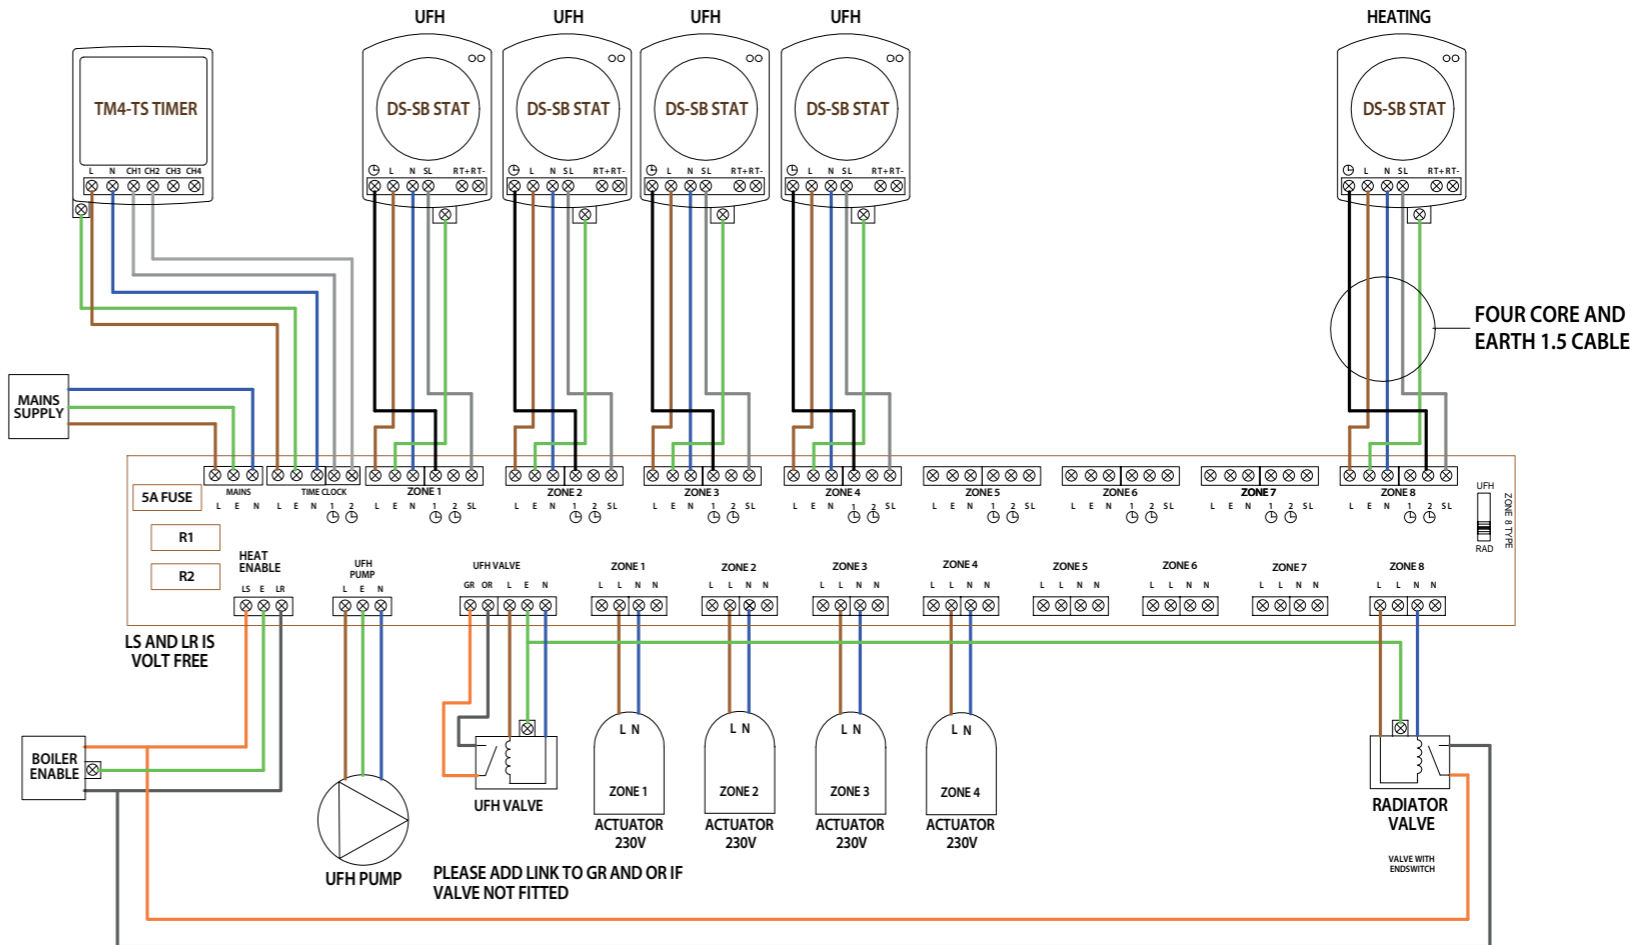 UFH UFH UFH UFH HEATING
TM4-TS TIMER
DS-SB STAT DS-SB STAT DS-SB STAT DS-SB STAT DS-SB STAT
L N CH1 CH2 CH3 CH4
L N SL RT+RT-
L N SL RT+RT-
L N SL RT+RT-
L N SL RT+RT-
L N SL RT+RT-
FOUR CORE AND
EARTH 1.5 CABLE
MAINS
SUPPLY
5A FUSE
R1
R2
MAINS
L E N
TIME CLOCK
L E N 1 2
ZONE 1
L E N 1 2 SL
ZONE 2
L E N 1 2 SL
ZONE 3
L E N 1 2 SL
ZONE 4
L E N 1 2 SL
ZONE 5
L E N 1 2 SL
ZONE 6
L E N 1 2 SL
ZONE 7
L E N 1 2 SL
ZONE 8
L E N 1 2 SL
UFH
RAD
ZONE 8 TYPE
HEAT
ENABLE
LS E LR
UFH
PUMP
L E N
UFH VALVE
GR OR L E N
ZONE 1
L L N N
ZONE 2
L L N N
ZONE 3
L L N N
ZONE 4
L L N N
ZONE 5
L L N N
ZONE 6
L L N N
ZONE 7
L L N N
ZONE 8
L L N N
LS AND LR IS
VOLT FREE
BOILER
ENABLE
UFH PUMP
UFH VALVE
L N
ZONE 1
ACTUATOR
230V
L N
ZONE 2
ACTUATOR
230V
L N
ZONE 3
ACTUATOR
230V
L N
ZONE 4
ACTUATOR
230V
RADIATOR
VALVE
VALVE WITH
ENDSWITCH
PLEASE ADD LINK TO GR AND OR IF
VALVE NOT FITTED